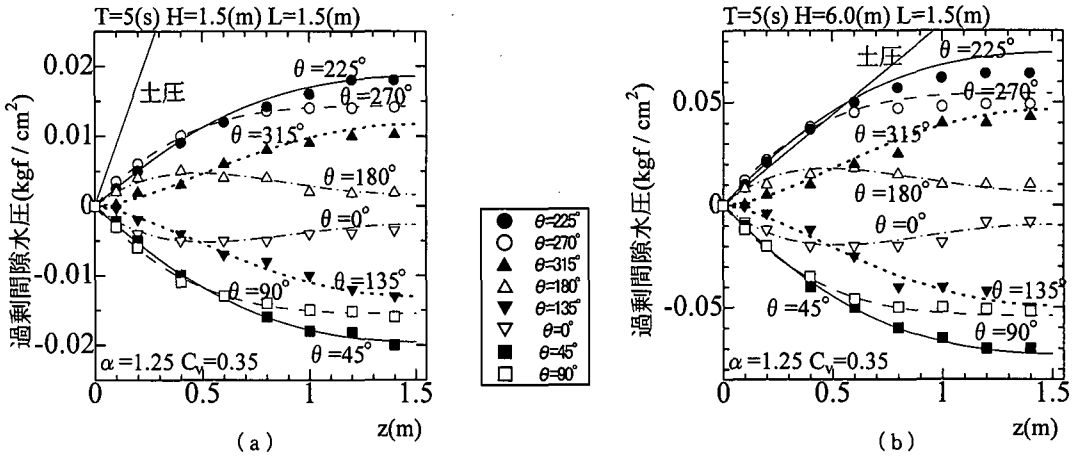 T=5(s) H=1.5(m) L=1.5(m)
過剰間隙水圧(kgf / cm²)
0.02
0.01
0
-0.01
-0.02
土圧
θ=225°
θ=270°
θ=315°
θ=180°
θ=0°
θ=135°
θ=90°
θ=45°
α=1.25 Cv=0.35
0 0.5 1 1.5
z(m)
(a)
θ=225°
θ=270°
θ=315°
θ=180°
θ=135°
θ=0°
θ=45°
θ=90°
T=5(s) H=6.0(m) L=1.5(m)
過剰間隙水圧(kgf / cm²)
0.05
0
-0.05
土圧
θ=225°
θ=270°
θ=315°
θ=180°
θ=0°
θ=135°
θ=45°
θ=90°
α=1.25 Cv=0.35
0 0.5 1 1.5
z(m)
(b)